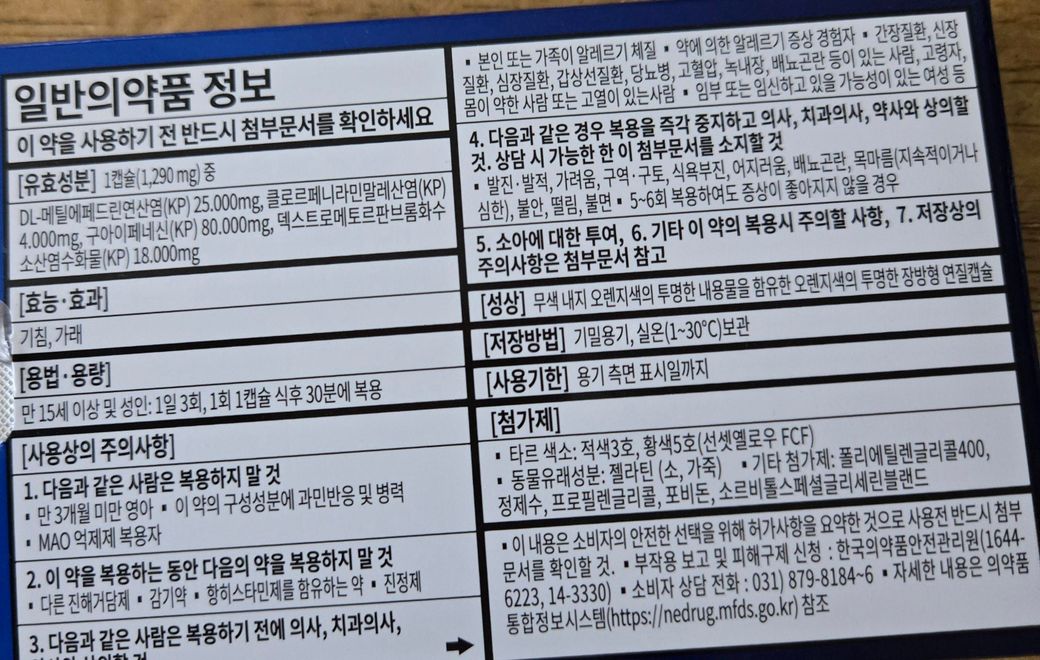 일반의약품 정보
이 약을 사용하기 전 반드시 첨부문서를 확인하세요
[유효성분] 1캡슐(1,290 mg) 중
DL-메틸에페드린염산염(KP) 25.000mg, 클로르페니라민말레산염(KP)
4.000mg, 구아이페네신(KP) 80.000mg, 덱스트로메토르판브롬화수
소산염수화물(KP) 18.000mg
[효능·효과]
기침, 가래
[용법·용량]
만 15세 이상 및 성인: 1일 3회, 1회 1캡슐 식후 30분에 복용
[사용상의 주의사항]
1. 다음과 같은 사람은 복용하지 말 것
▪ 만 3개월 미만 영아 ▪ 이 약의 구성성분에 과민반응 및 병력
▪ MAO 억제제 복용자
2. 이 약을 복용하는 동안 다음의 약을 복용하지 말 것
▪ 다른 진해거담제 ▪ 감기약 ▪ 항히스타민제를 함유하는 약 ▪ 진정제
3. 다음과 같은 사람은 복용하기 전에 의사, 치과의사,
▪ 본인 또는 가족이 알레르기 체질 ▪ 약에 의한 알레르기 증상 경험자 ▪ 간장질환, 신장
질환, 심장질환, 갑상선질환, 당뇨병, 고혈압, 녹내장, 배뇨곤란 등이 있는 사람, 고령자,
몸이 약한 사람 또는 고열이 있는사람 ▪ 임부 또는 임신하고 있을 가능성이 있는 여성 등
4. 다음과 같은 경우 복용을 즉각 중지하고 의사, 치과의사, 약사와 상의할
것. 상담 시 가능한 한 이 첨부문서를 소지할 것
▪ 발진·발적, 가려움, 구역·구토, 식욕부진, 어지러움, 배뇨곤란, 목마름(지속적이거나
심한), 불안, 떨림, 불면 ▪ 5~6회 복용하여도 증상이 좋아지지 않을 경우
5. 소아에 대한 투여, 6. 기타 이 약의 복용시 주의할 사항, 7. 저장상의
주의사항은 첨부문서 참고
[성상] 무색 내지 오렌지색의 투명한 내용물을 함유한 오렌지색의 투명한 장방형 연질캡슐
[저장방법] 기밀용기, 실온(1~30°C)보관
[사용기한] 용기 측면 표시일까지
[첨가제]
▪ 타르 색소: 적색3호, 황색5호(선셋옐로우 FCF)
▪ 동물유래성분: 젤라틴 (소, 가죽) ▪ 기타 첨가제: 폴리에틸렌글리콜400,
정제수, 프로필렌글리콜, 포비돈, 소르비톨스페셜글리세린블랜드
▪ 이 내용은 소비자의 안전한 선택을 위해 허가사항을 요약한 것으로 사용전 반드시 첨부
문서를 확인할 것. ▪ 부작용 보고 및 피해구제 신청 : 한국의약품안전관리원(1644-
6223, 14-3330) ▪ 소비자 상담 전화 : 031) 879-8184~6 ▪ 자세한 내용은 의약품
통합정보시스템(https://nedrug.mfds.go.kr) 참조